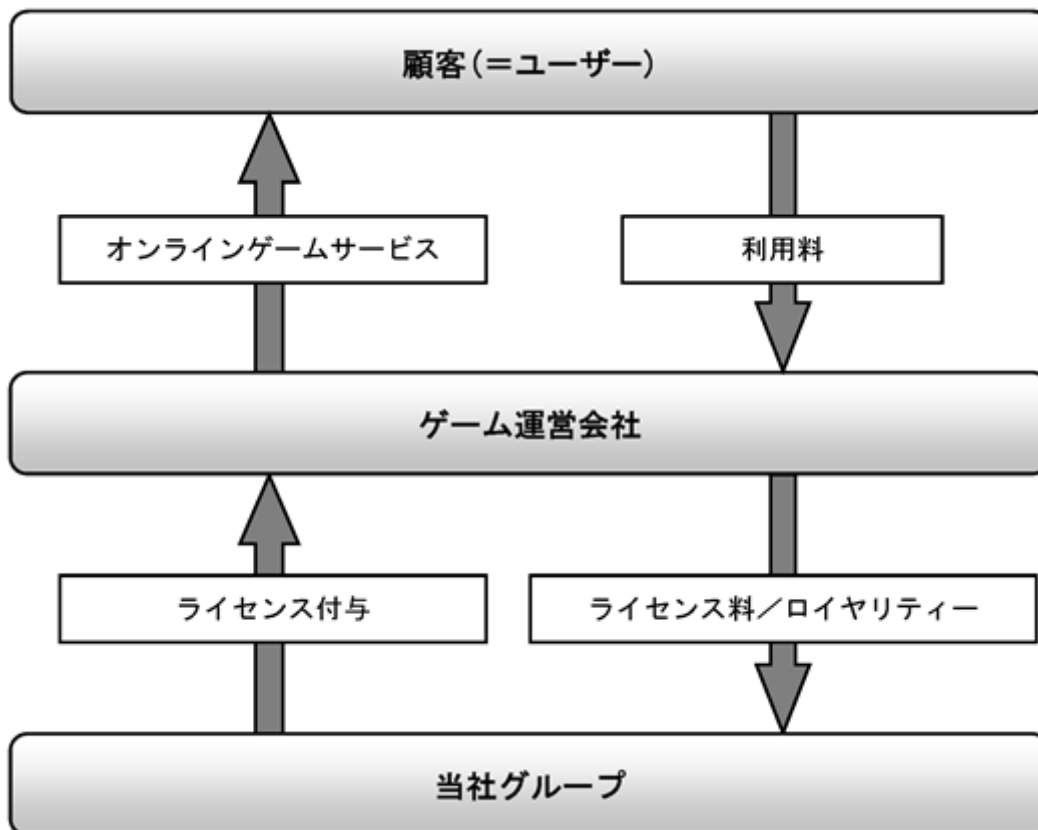 顧客(=ユーザー)
オンラインゲームサービス
利用料
ゲーム運営会社
ライセンス付与
ライセンス料/ロイヤリティー
当社グループ